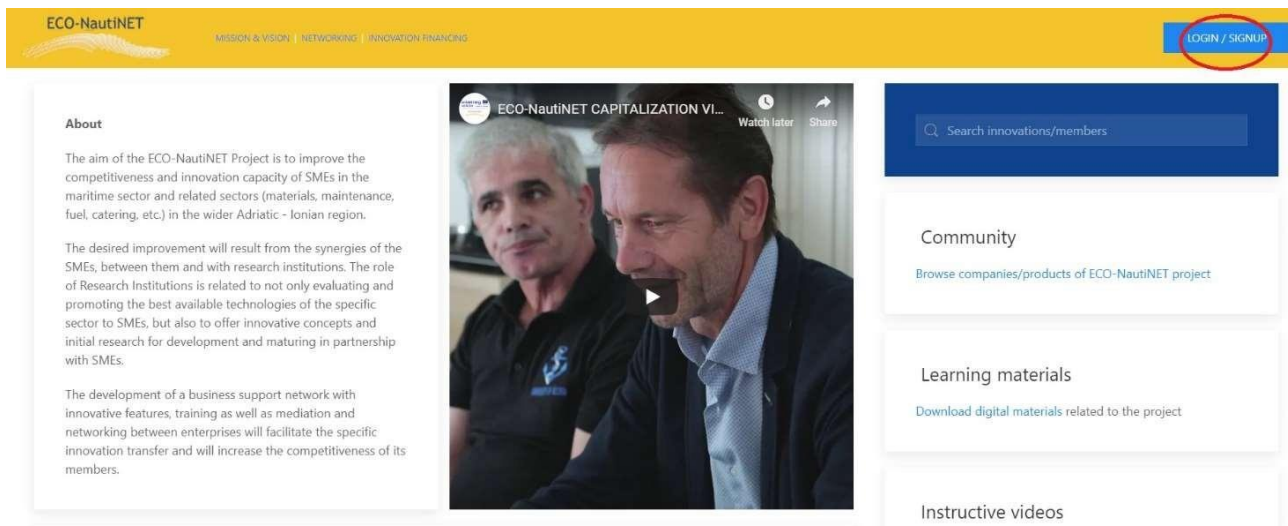 ECO-NautiNET
MISSION & VISION | NETWORKING | INNOVATION FINANCING
LOGIN / SIGNUP
About
The aim of the ECO-NautiNET Project is to improve the
competitiveness and innovation capacity of SMEs in the
maritime sector and related sectors (materials, maintenance,
fuel, catering, etc.) in the wider Adriatic - Ionian region.
The desired improvement will result from the synergies of the
SMEs, between them and with research institutions. The role
of Research Institutions is related to not only evaluating and
promoting the best available technologies of the specific
sector to SMEs, but also to offer innovative concepts and
initial research for development and maturing in partnership
with SMEs.
The development of a business support network with
innovative features, training as well as mediation and
networking between enterprises will facilitate the specific
innovation transfer and will increase the competitiveness of its
members.
ECO-NautiNET CAPITALIZATION VI...
Watch later
Share
Search innovations/members
Community
Browse companies/products of ECO-NautiNET project
Learning materials
Download digital materials related to the project
Instructive videos